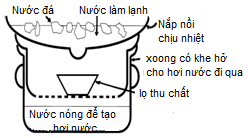 Nước đá
Nước làm lạnh
Nắp nồi
chịu nhiệt
xoong có khe hở
cho hơi nước đi qua
lọ thu chất
Nước nóng để tạo
hơi nước